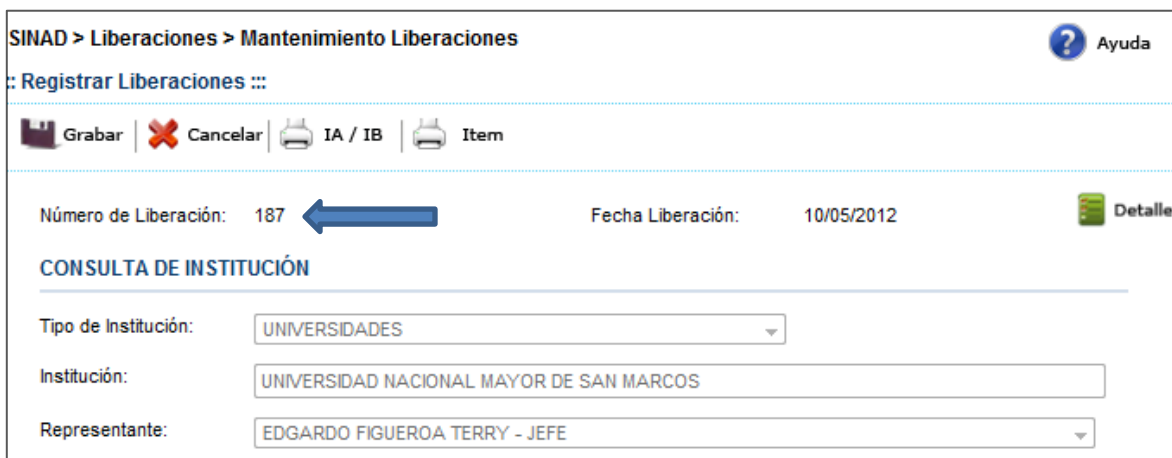 SINAD > Liberaciones > Mantenimiento Liberaciones
Ayuda
:: Registrar Liberaciones :::
Grabar Cancelar IA / IB Item
Número de Liberación: 187 Fecha Liberación: 10/05/2012 Detalle
CONSULTA DE INSTITUCIÓN
Tipo de Institución: UNIVERSIDADES
Institución: UNIVERSIDAD NACIONAL MAYOR DE SAN MARCOS
Representante: EDGARDO FIGUEROA TERRY - JEFE